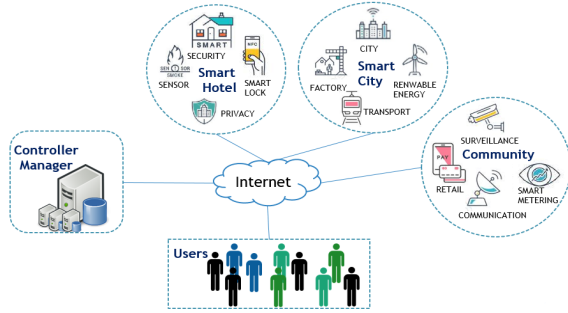 SMART
SECURITY
NFC
SEN
SOR
SMOKE
SENSOR
Smart
Hotel
SMART
LOCK
PRIVACY
CITY
Smart
City
FACTORY
RENWABLE
ENERGY
TRANSPORT
SURVEILLANCE
PAY
Community
RETAIL
SMART
METERING
COMMUNICATION
Controller
Manager
Internet
Users